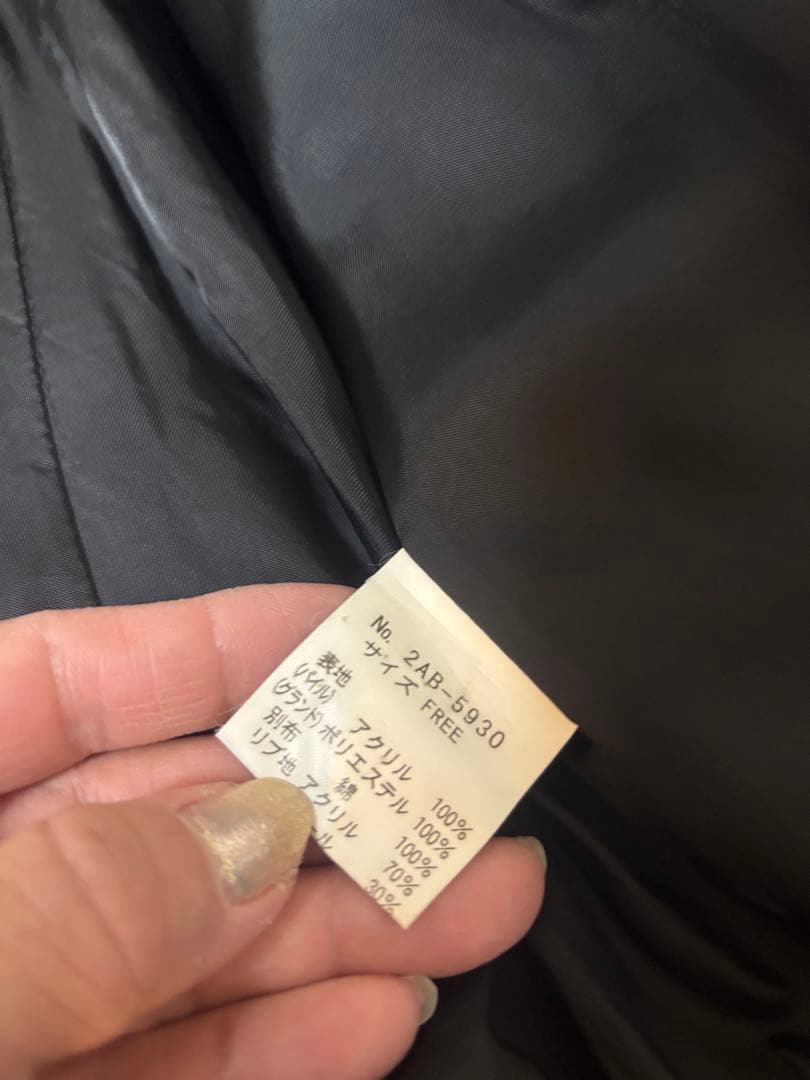 No. 2AB-5930
サイズ FREE
表地
(パイル) アクリル 100%
(グランド) ポリエステル 100%
別布 綿 100%
リブ地 アクリル 70%
ル 30%